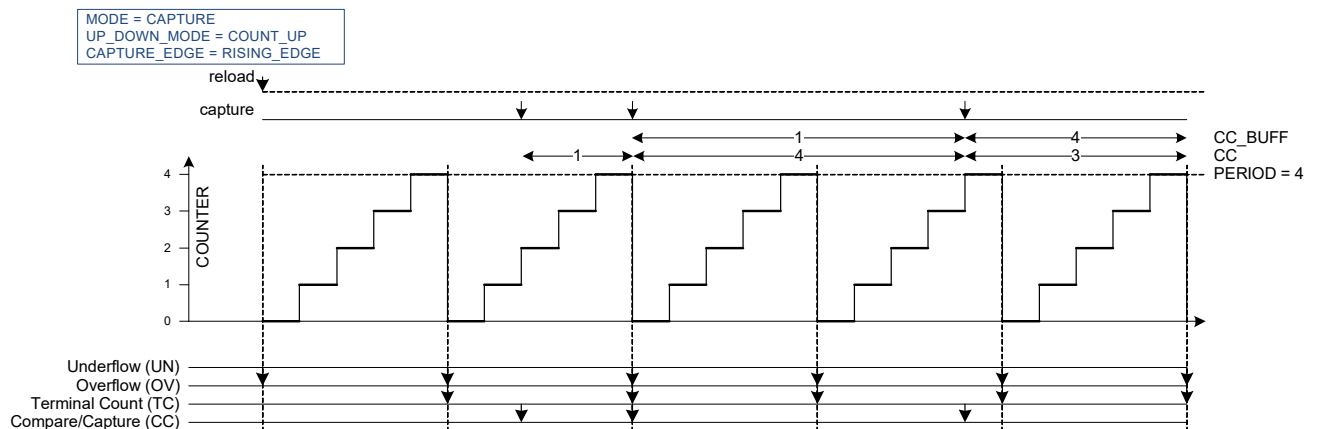 MODE = CAPTURE
UP_DOWN_MODE = COUNT_UP
CAPTURE_EDGE = RISING_EDGE
reload
capture
1 4 CC_BUFF
1 4 3 CC
4 PERIOD = 4
COUNTER
3
2
1
0
Underflow (UN)
Overflow (OV)
Terminal Count (TC)
Compare/Capture (CC)